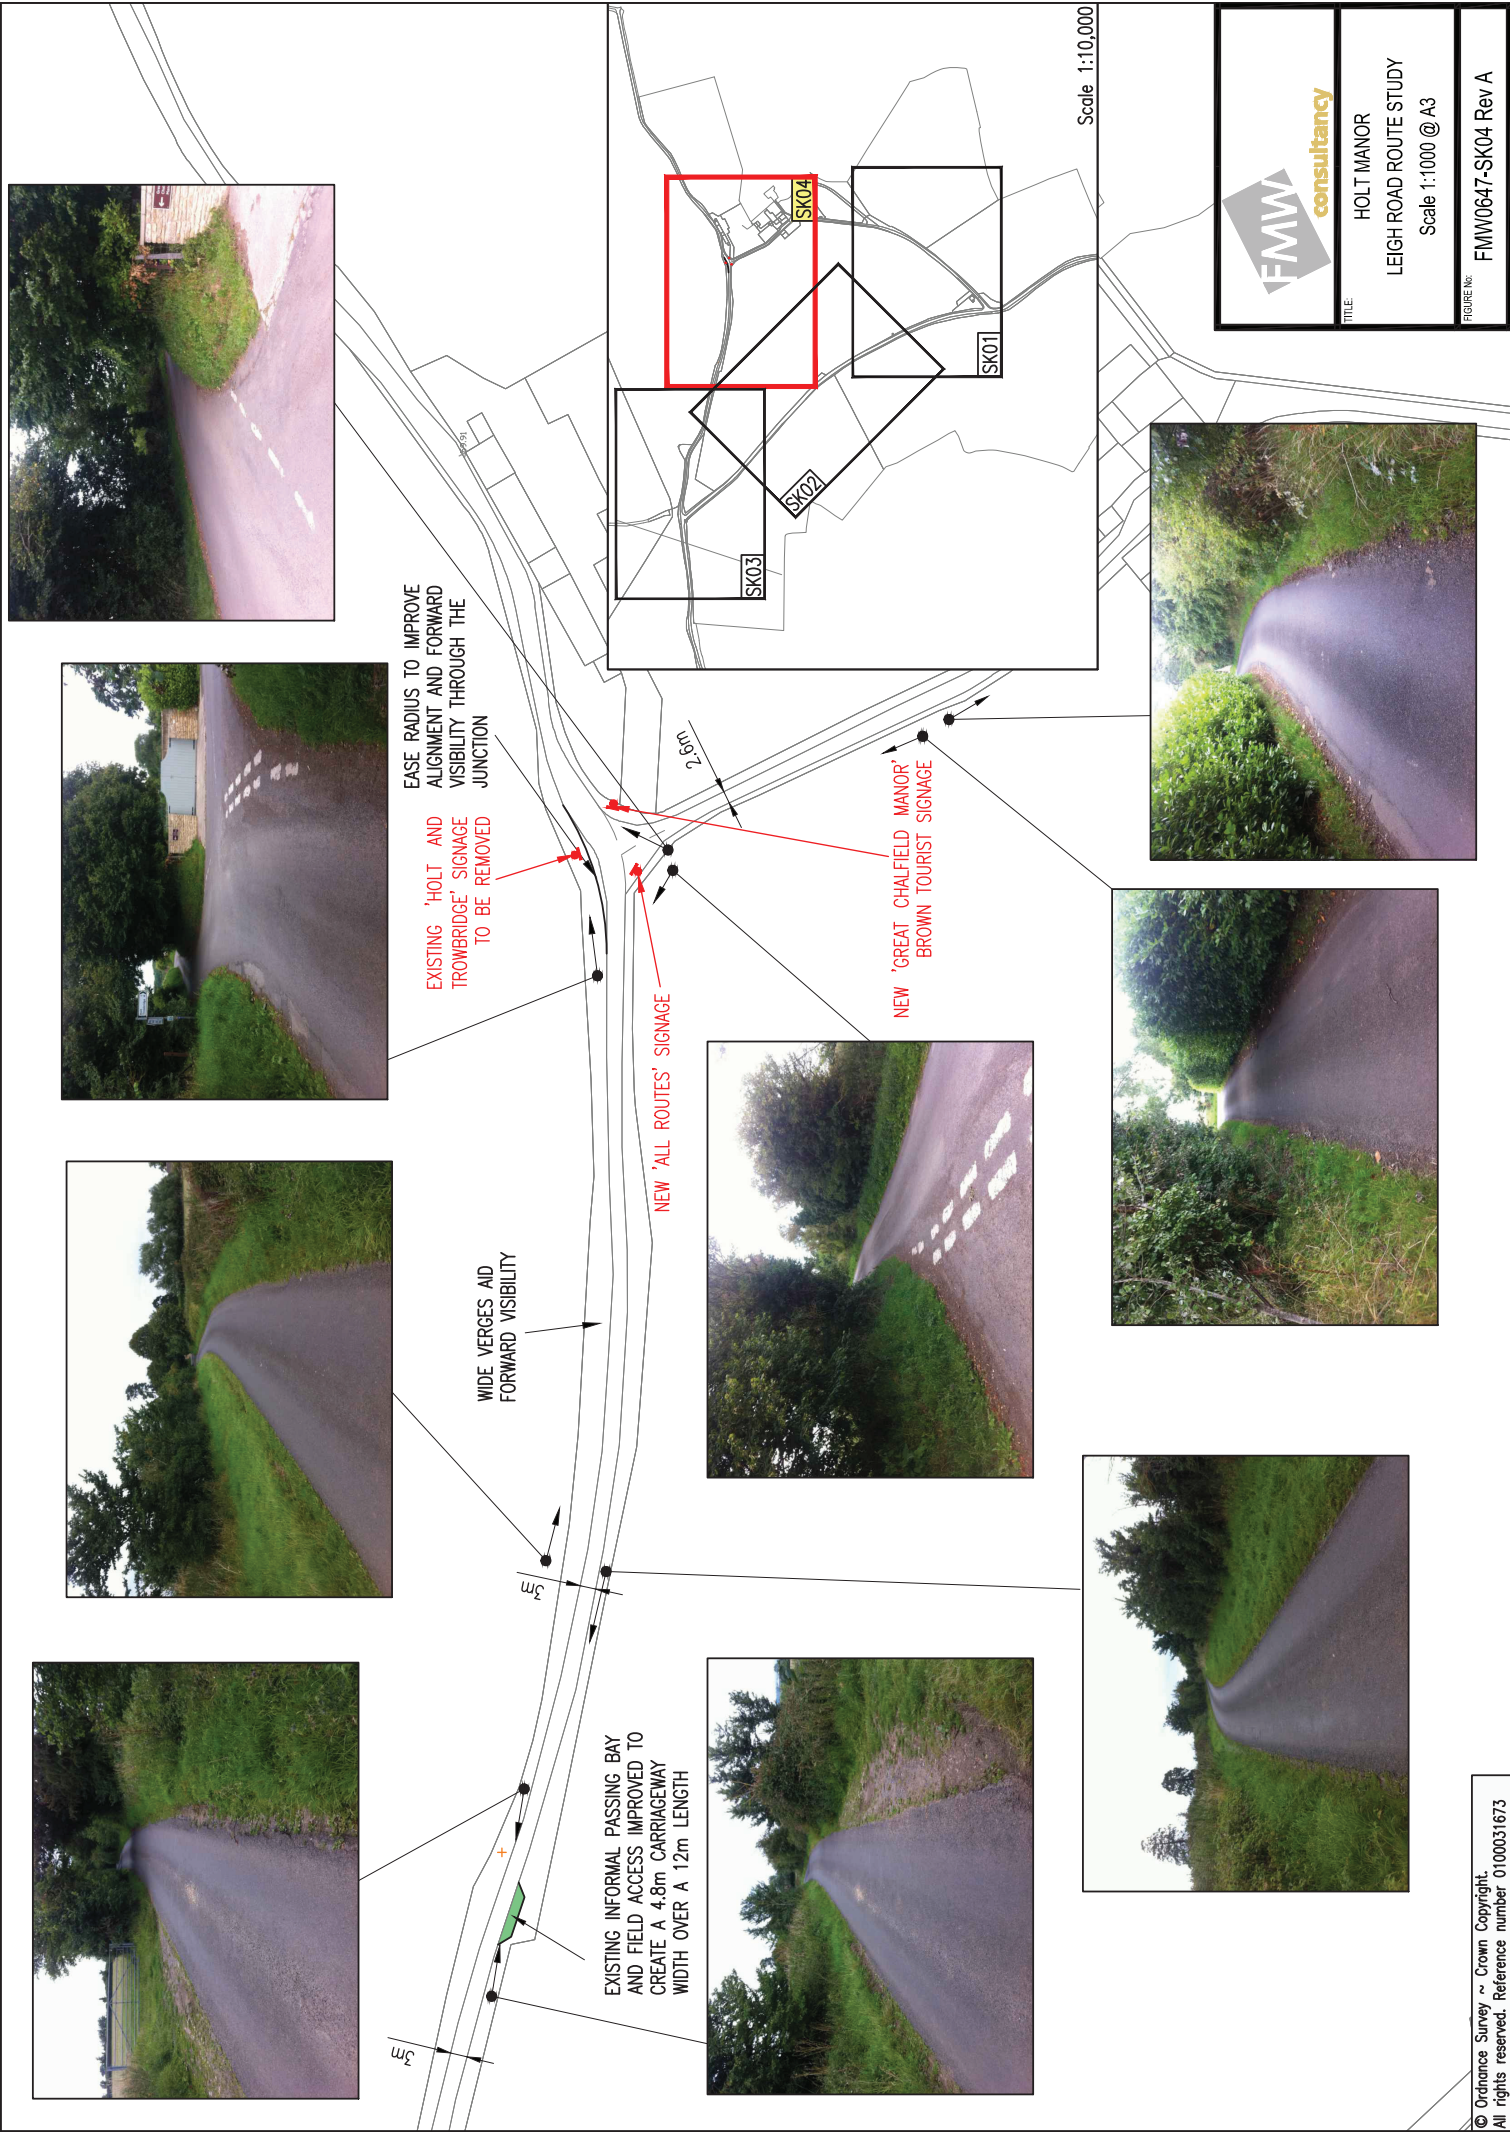 EASE RADIUS TO IMPROVE
ALIGNMENT AND FORWARD
VISIBILITY THROUGH THE
JUNCTION
EXISTING 'HOLT AND
TROWBRIDGE' SIGNAGE
TO BE REMOVED
WIDE VERGES AID
FORWARD VISIBILITY
NEW 'ALL ROUTES' SIGNAGE
NEW 'GREAT CHALFIELD MANOR'
BROWN TOURIST SIGNAGE
2.6m
3m
3m
EXISTING INFORMAL PASSING BAY
AND FIELD ACCESS IMPROVED TO
CREATE A 4.8m CARRIAGEWAY
WIDTH OVER A 12m LENGTH
SK03
SK02
SK04
SK01
Scale 1:10,000
FMW
consultancy
TITLE:
HOLT MANOR
LEIGH ROAD ROUTE STUDY
Scale 1:1000 @ A3
FIGURE No:
FMW0647-SK04 Rev A
© Ordnance Survey ~ Crown Copyright.
All rights reserved. Reference number 0100031673